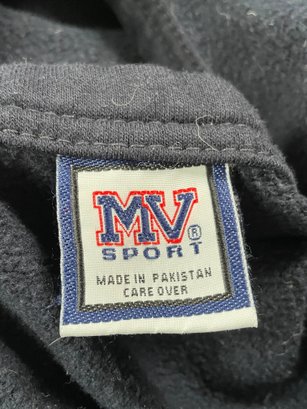 MV®
SPORT
MADE IN PAKISTAN
CARE OVER